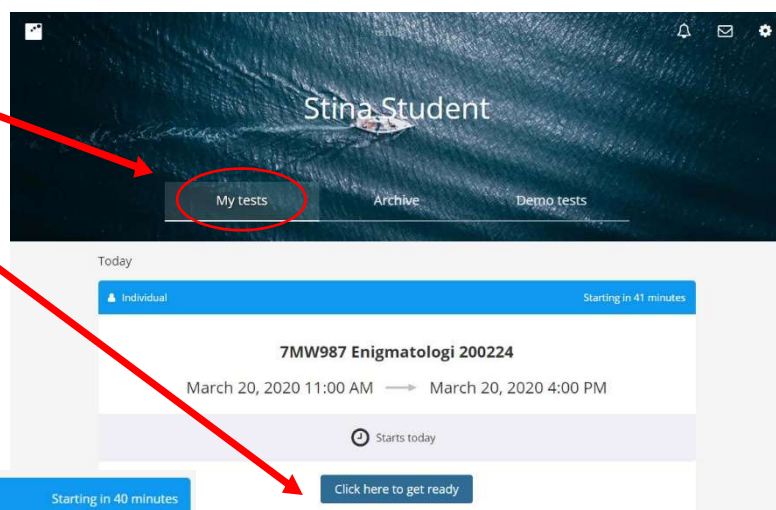 Stina Student
My tests Archive Demo tests
Today
Individual Starting in 41 minutes
7MW987 Enigmatologi 200224
March 20, 2020 11:00 AM March 20, 2020 4:00 PM
Starts today
Click here to get ready
Starting in 40 minutes